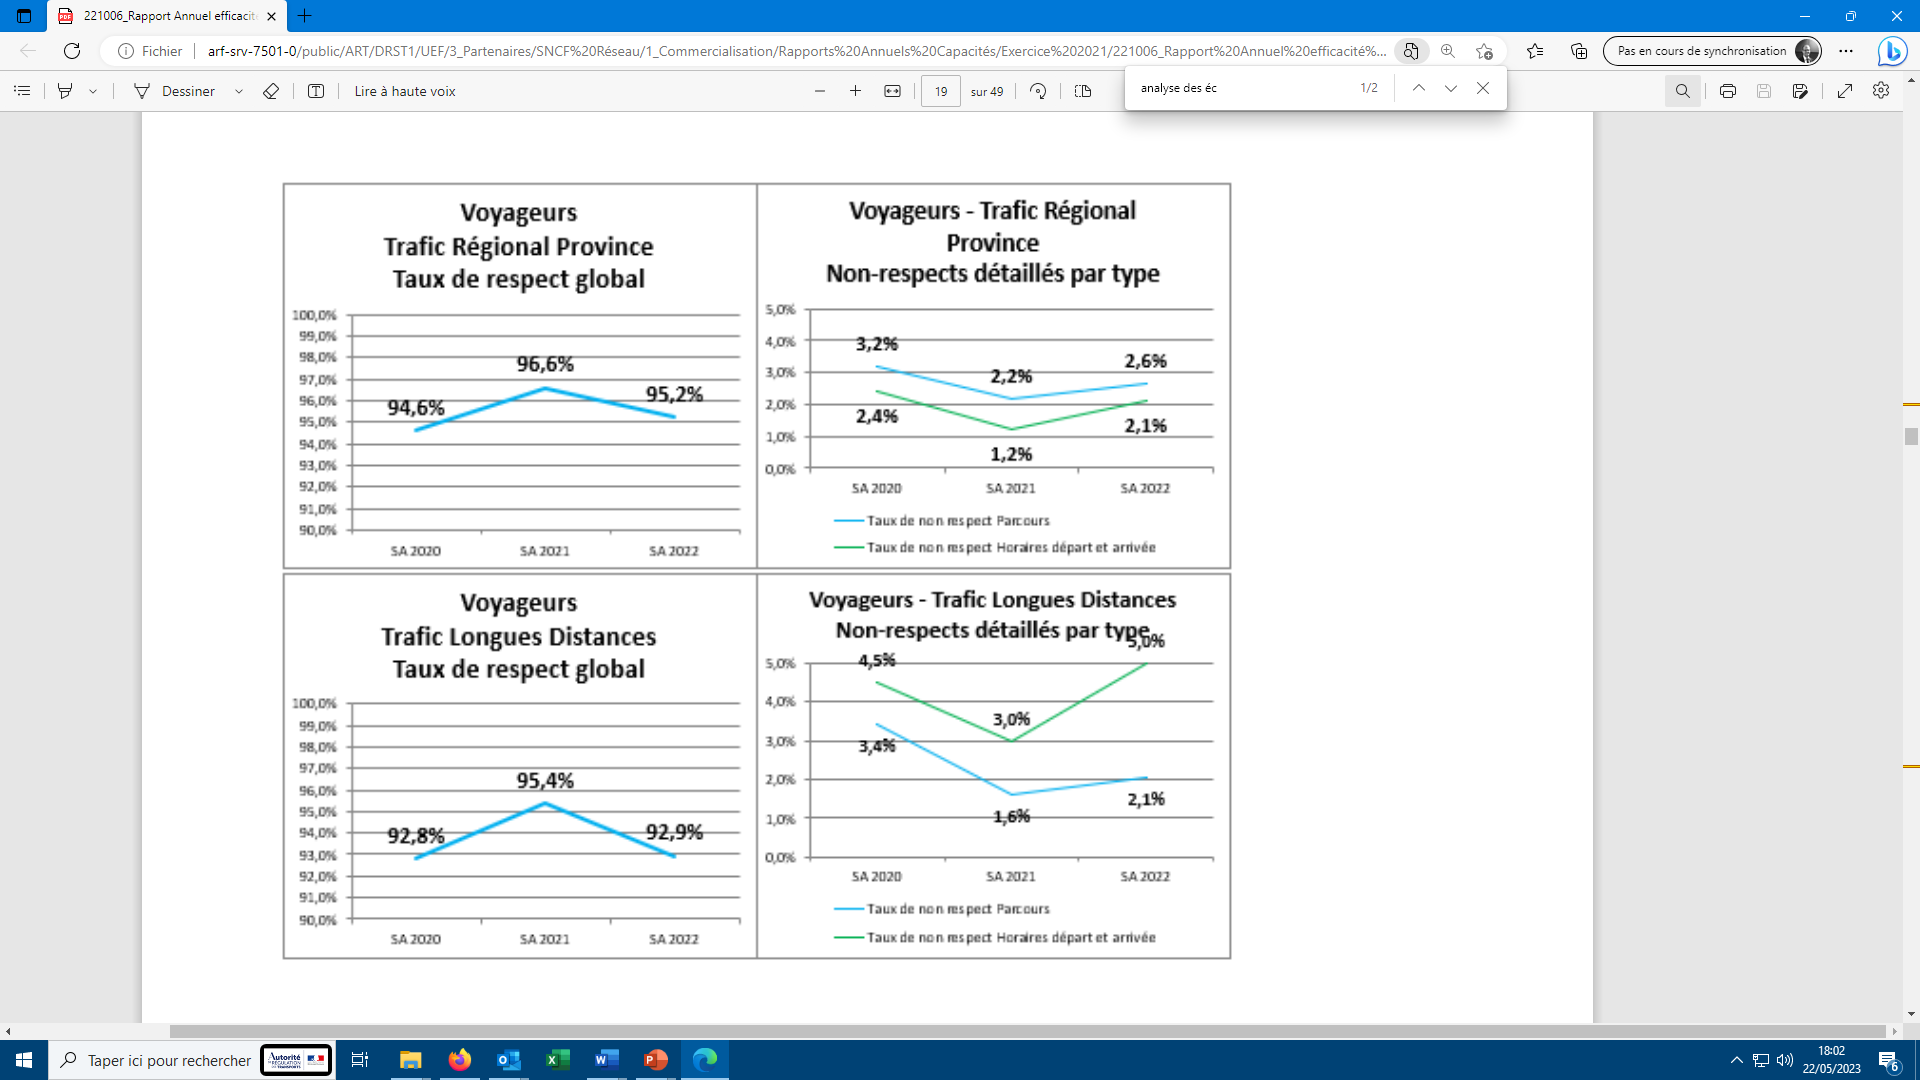 221006_Rapport Annuel efficacit
Fichier
arf-srv-7501-0/public/ART/DRST1/UEF/3_Partenaires/SNCF%20Réseau/1_Commercialisation/Rapports%20Annuels%20Capacités/Exercice%202021/221006_Rapport%20Annuel%20efficacité%...
Pas en cours de synchronisation
Dessiner
Lire à haute voix
19
sur 49
analyse des éc
1/2
Voyageurs
Trafic Régional Province
Taux de respect global
100,0%
99,0%
98,0%
97,0%
96,0%
95,0%
94,0%
93,0%
92,0%
91,0%
90,0%
94,6%
96,6%
95,2%
SA 2020
SA 2021
SA 2022
Voyageurs - Trafic Régional
Province
Non-respects détaillés par type
5,0%
4,0%
3,0%
2,0%
1,0%
0,0%
3,2%
2,2%
2,6%
2,4%
1,2%
2,1%
SA 2020
SA 2021
SA 2022
Taux de non respect Parcours
Taux de non respect Horaires départ et arrivée
Voyageurs
Trafic Longues Distances
Taux de respect global
100,0%
99,0%
98,0%
97,0%
96,0%
95,0%
94,0%
93,0%
92,0%
91,0%
90,0%
92,8%
95,4%
92,9%
SA 2020
SA 2021
SA 2022
Voyageurs - Trafic Longues Distances
Non-respects détaillés par type
5,0%
4,0%
3,0%
2,0%
1,0%
0,0%
4,5%
3,0%
5,0%
3,4%
1,6%
2,1%
SA 2020
SA 2021
SA 2022
Taux de non respect Parcours
Taux de non respect Horaires départ et arrivée
Taper ici pour rechercher
Autorité
18:02
22/05/2023
6